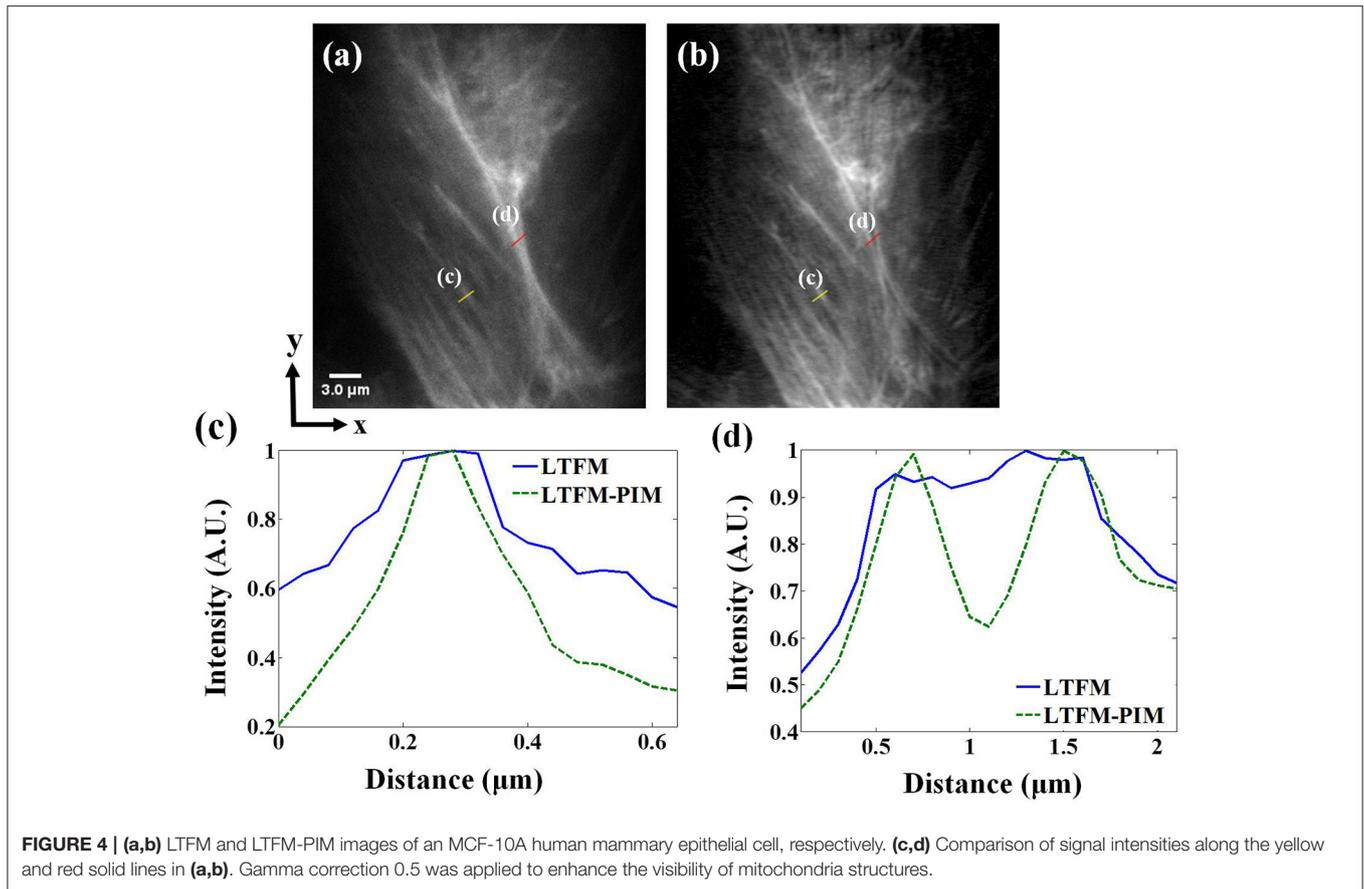 (a)
(b)
(d)
(d)
(c)
(c)
y
3.0 μm
x
(c)
(d)
1
0.8
0.6
0.4
0.2
0
0.2
0.4
0.6
Intensity (A.U.)
Distance (μm)
LTFM
LTFM-PIM
1
0.9
0.8
0.7
0.6
0.5
0.4
0.5
1
1.5
2
Intensity (A.U.)
Distance (μm)
LTFM
LTFM-PIM
FIGURE 4 | (a,b) LTFM and LTFM-PIM images of an MCF-10A human mammary epithelial cell, respectively. (c,d) Comparison of signal intensities along the yellow
and red solid lines in (a,b). Gamma correction 0.5 was applied to enhance the visibility of mitochondria structures.